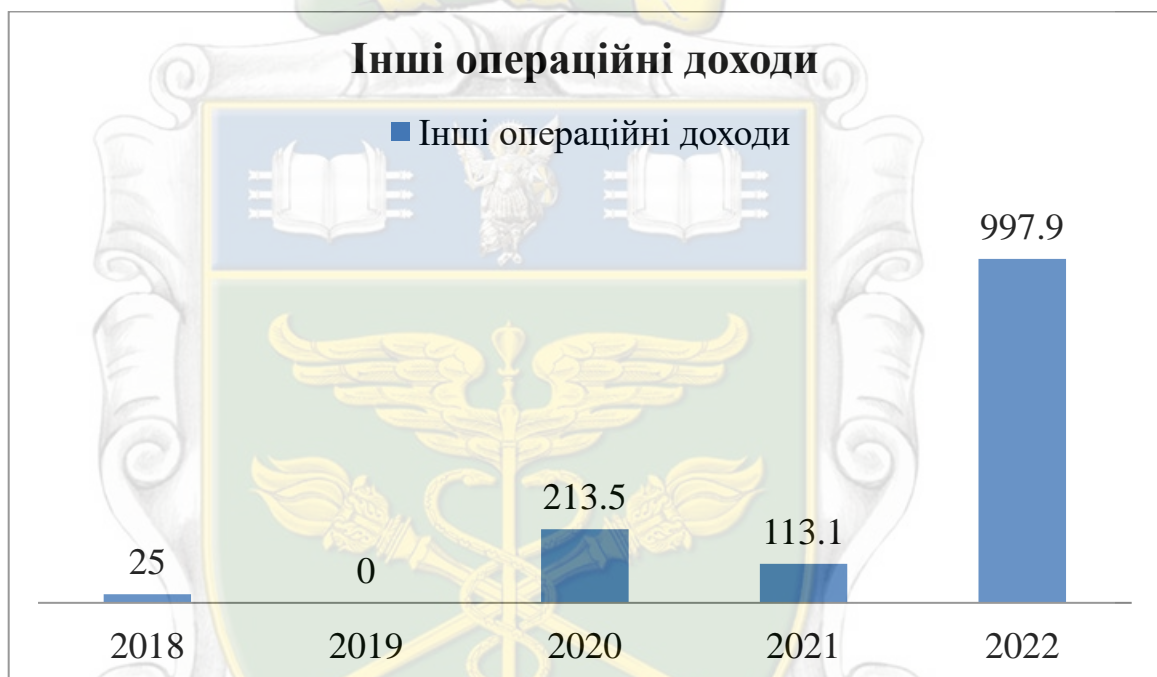 Інші операційні доходи
Інші операційні доходи
997.9
213.5
113.1
25
0
2018 2019 2020 2021 2022